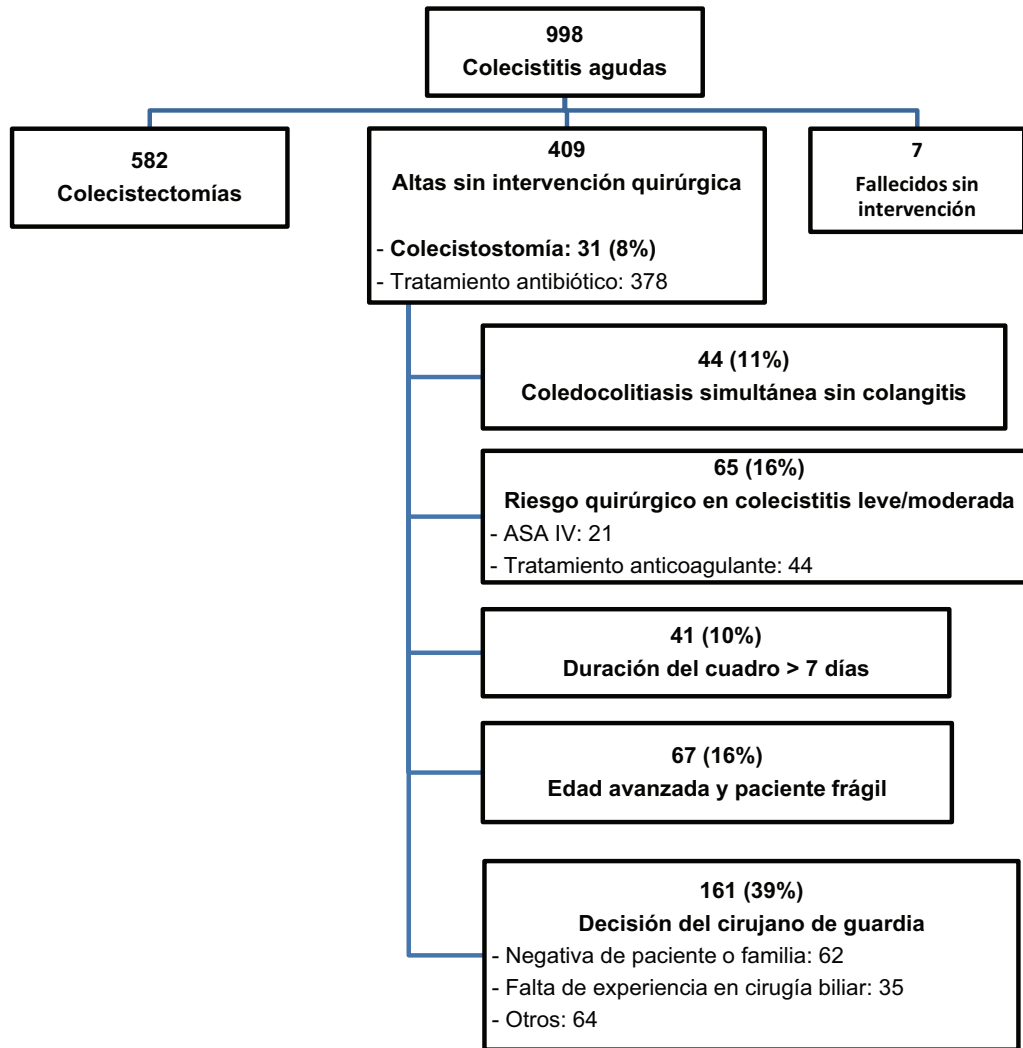 998
Colecistitis agudas
582
Colecistectomías
409
Altas sin intervención quirúrgica
- Colecistostomía: 31 (8%)
- Tratamiento antibiótico: 378
7
Fallecidos sin
intervención
44 (11%)
Coledocolitiasis simultánea sin colangitis
65 (16%)
Riesgo quirúrgico en colecistitis leve/moderada
- ASA IV: 21
- Tratamiento anticoagulante: 44
41 (10%)
Duración del cuadro > 7 días
67 (16%)
Edad avanzada y paciente frágil
161 (39%)
Decisión del cirujano de guardia
- Negativa de paciente o familia: 62
- Falta de experiencia en cirugía biliar: 35
- Otros: 64